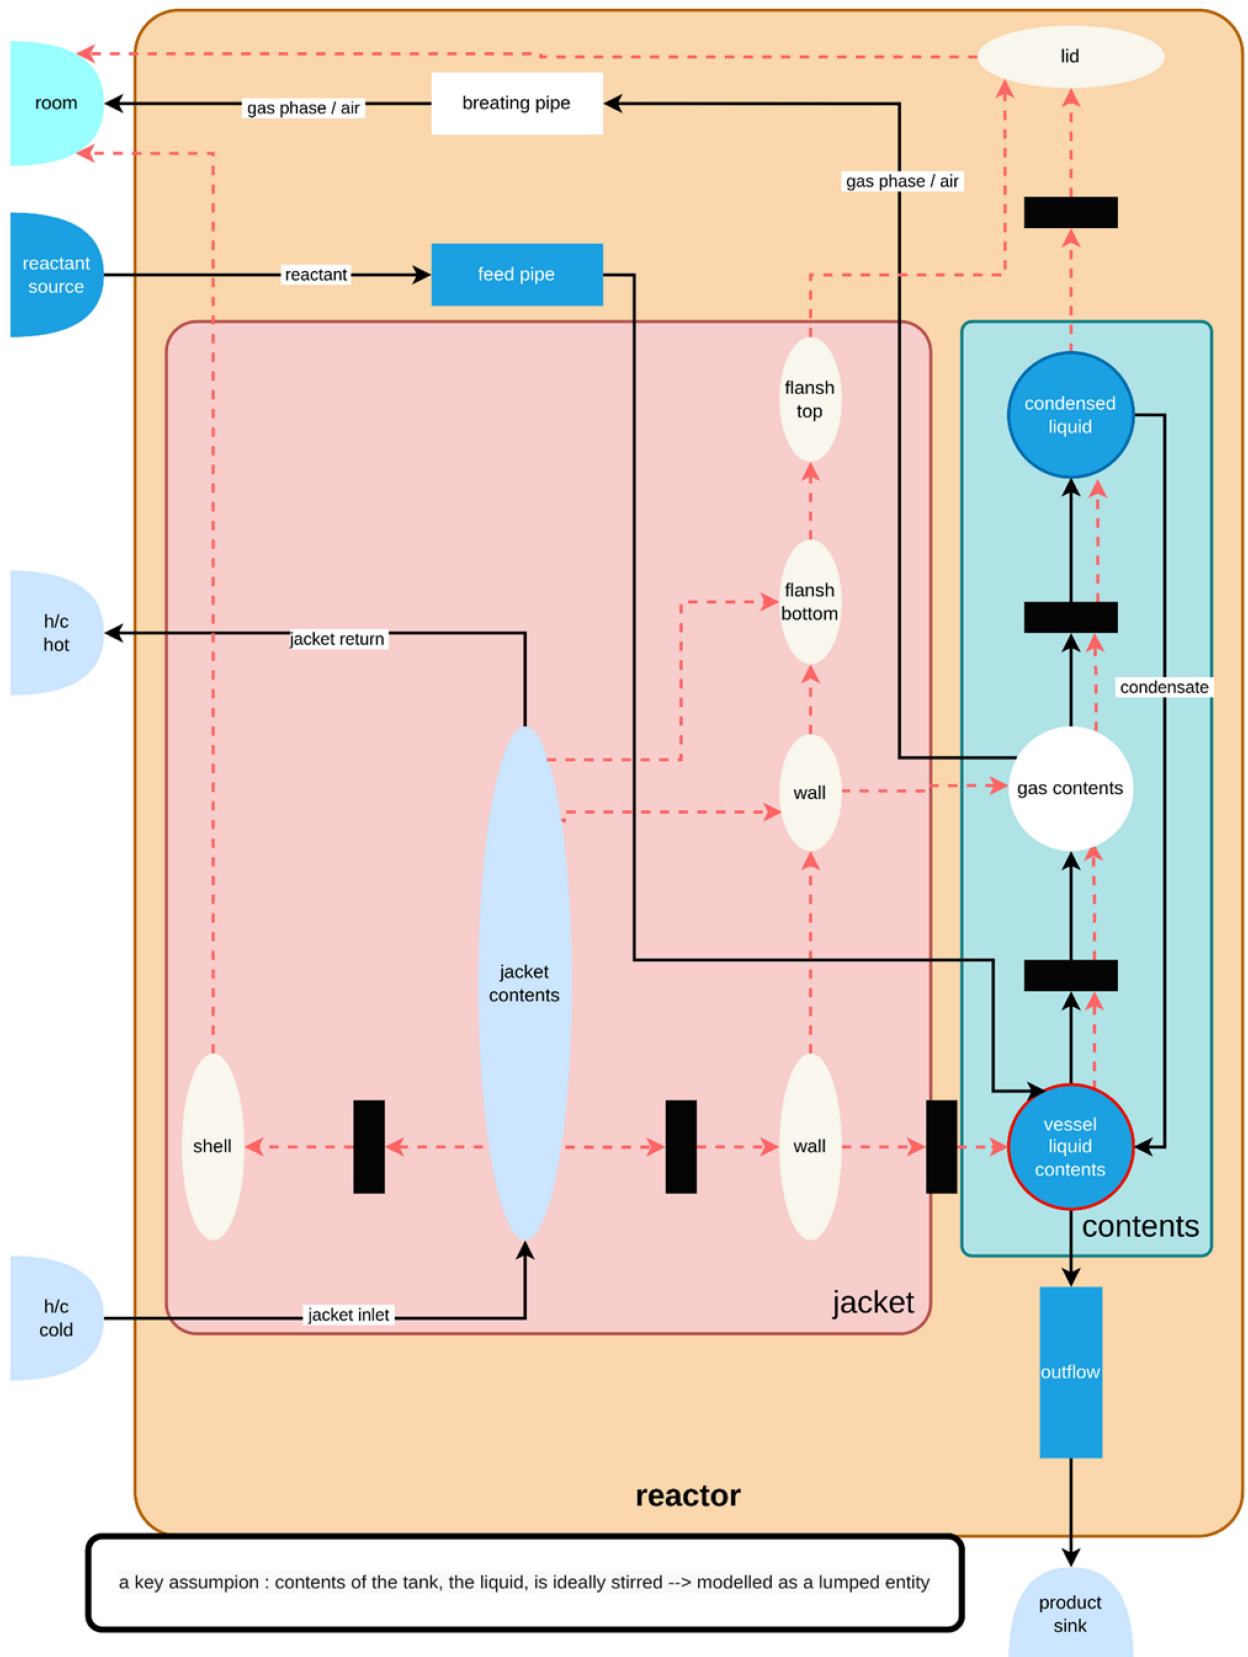 lid
room
gas phase / air
breating pipe
gas phase / air
reactant
source
reactant
feed pipe
flansh
top
condensed
liquid
flansh
bottom
h/c
hot
jacket return
condensate
wall
gas contents
jacket
contents
shell
wall
vessel
liquid
contents
contents
h/c
cold
jacket inlet
jacket
outflow
reactor
a key assumpion : contents of the tank, the liquid, is ideally stirred --> modelled as a lumped entity
product
sink